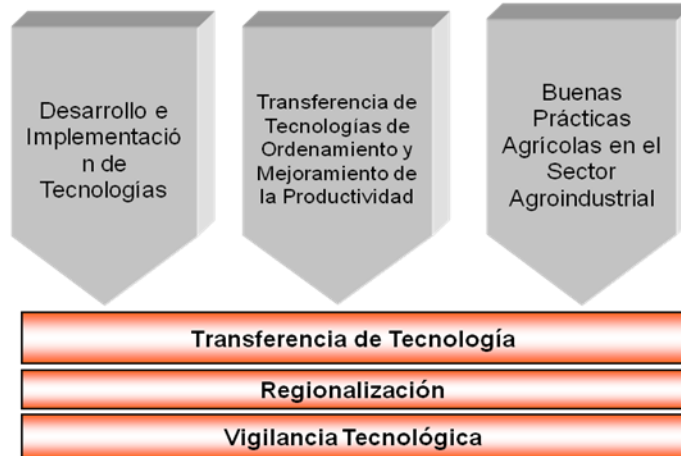 Desarrollo e
Implementació
n de
Tecnologías
Transferencia de
Tecnologías de
Ordenamiento y
Mejoramiento de
la Productividad
Buenas
Prácticas
Agrícolas en el
Sector
Agroindustrial
Transferencia de Tecnología
Regionalización
Vigilancia Tecnológica